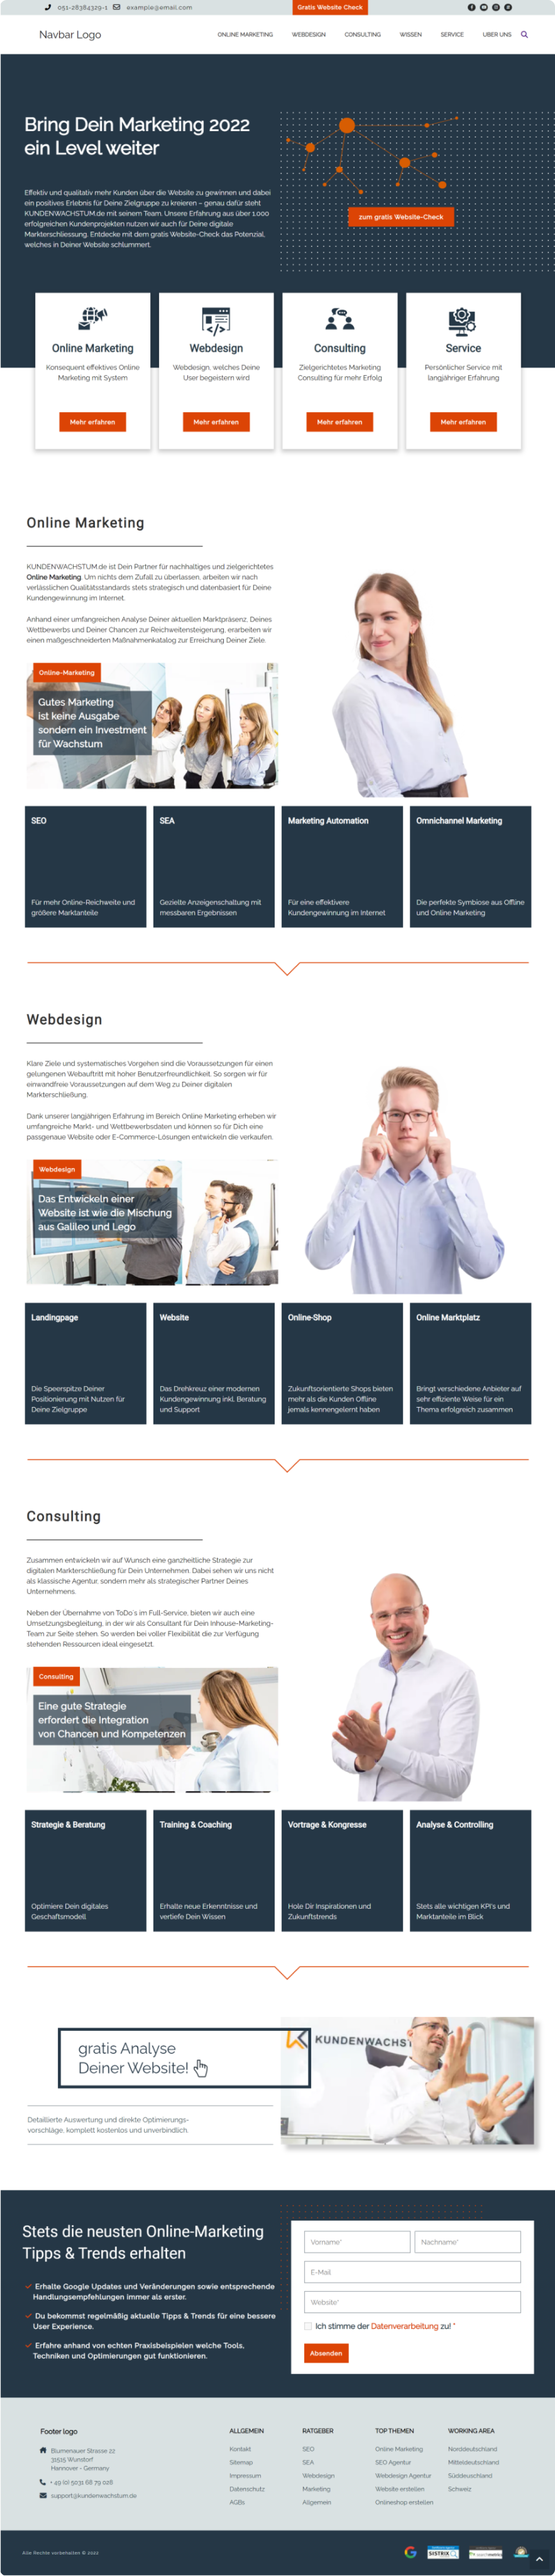 051-28384329-1 example@email.com Gratis Website Check
Navbar Logo ONLINE MARKETING WEBDESIGN CONSULTING WISSEN SERVICE UBER UNS
Bring Dein Marketing 2022
ein Level weiter
Effektiv und qualitativ mehr Kunden über die Website zu gewinnen und dabei
ein positives Erlebnis für Deine Zielgruppe zu kreieren – genau dafür steht
KUNDENWACHSTUM.de mit seinem Team. Unsere Erfahrung aus über 1.000
erfolgreichen Kundenprojekten nutzen wir auch für Deine digitale
Markterschliessung. Entdecke mit dem gratis Website-Check das Potenzial,
welches in Deiner Website schlummert.
zum gratis Website-Check
Online Marketing
Konsequent effektives Online
Marketing mit System
Mehr erfahren
Webdesign
Webdesign, welches Deine
User begeistern wird
Mehr erfahren
Consulting
Zielgerichtetes Marketing
Consulting für mehr Erfolg
Mehr erfahren
Service
Persönlicher Service mit
langjähriger Erfahrung
Mehr erfahren
Online Marketing
KUNDENWACHSTUM.de ist Dein Partner für nachhaltiges und zielgerichtetes
Online Marketing. Um nichts dem Zufall zu überlassen, arbeiten wir nach
verlässlichen Qualitätsstandards stets strategisch und datenbasiert für Deine
Kundengewinnung im Internet.
Anhand einer umfangreichen Analyse Deiner aktuellen Marktpräsenz, Deines
Wettbewerbs und Deiner Chancen zur Reichweitensteigerung, erarbeiten wir
einen maßgeschneiderten Maßnahmenkatalog zur Erreichung Deiner Ziele.
Online-Marketing
Gutes Marketing
ist keine Ausgabe
sondern ein Investment
für Wachstum
SEO
Für mehr Online-Reichweite und
größere Marktanteile
SEA
Gezielte Anzeigenschaltung mit
messbaren Ergebnissen
Marketing Automation
Für eine effektivere
Kundengewinnung im Internet
Omnichannel Marketing
Die perfekte Symbiose aus Offline
und Online Marketing
Webdesign
Klare Ziele und systematisches Vorgehen sind die Voraussetzungen für einen
gelungenen Webauftritt mit hoher Benutzerfreundlichkeit. So sorgen wir für
einwandfreie Voraussetzungen auf dem Weg zu Deiner digitalen
Markterschließung.
Dank unserer langjährigen Erfahrung im Bereich Online Marketing erheben wir
umfangreiche Markt- und Wettbewerbsdaten und können so für Dich eine
passgenaue Website oder E-Commerce-Lösungen entwickeln die verkaufen.
Webdesign
Das Entwickeln einer
Website ist wie die Mischung
aus Galileo und Lego
Landingpage
Die Speerspitze Deiner
Positionierung mit Nutzen für
Deine Zielgruppe
Website
Das Drehkreuz einer modernen
Kundengewinnung inkl. Beratung
und Support
Online-Shop
Zukunftsorientierte Shops bieten
mehr als die Kunden Offline
jemals kennengelernt haben
Online Marktplatz
Bringt verschiedene Anbieter auf
sehr effiziente Weise für ein
Thema erfolgreich zusammen
Consulting
Zusammen entwickeln wir auf Wunsch eine ganzheitliche Strategie zur
digitalen Markterschließung für Dein Unternehmen. Dabei sehen wir uns nicht
als klassische Agentur, sondern mehr als strategischer Partner Deines
Unternehmens.
Neben der Übernahme von ToDo´s im Full-Service, bieten wir auch eine
Umsetzungsbegleitung, in der wir als Consultant für Dein Inhouse-Marketing-
Team zur Seite stehen. So werden bei voller Flexibilität die zur Verfügung
stehenden Ressourcen ideal eingesetzt.
Consulting
Eine gute Strategie
erfordert die Integration
von Chancen und Kompetenzen
Strategie & Beratung
Optimiere Dein digitales
Geschaftsmodell
Training & Coaching
Erhalte neue Erkenntnisse und
vertiefe Dein Wissen
Vortrage & Kongresse
Hole Dir Inspirationen und
Zukunftstrends
Analyse & Controlling
Stets alle wichtigen KPI's und
Marktanteile im Blick
gratis Analyse
Deiner Website!
KUNDENWACHS
Detaillierte Auswertung und direkte Optimierungs-
vorschläge, komplett kostenlos und unverbindlich.
Stets die neusten Online-Marketing
Tipps & Trends erhalten
Erhalte Google Updates und Veränderungen sowie entsprechende
Handlungsempfehlungen immer als erster.
Du bekommst regelmäßig aktuelle Tipps & Trends für eine bessere
User Experience.
Erfahre anhand von echten Praxisbeispielen welche Tools,
Techniken und Optimierungen gut funktionieren.
Vorname* Nachname*
E-Mail
Website*
Ich stimme der Datenverarbeitung zu! *
Absenden
Footer logo
Blumenauer Strasse 22
31515 Wundorf
Hannover - Germany
+ 49 (0) 5031 68 79 028
support@kundenwachstum.de
ALLGEMEIN
Kontakt
Sitemap
Impressum
Datenschutz
AGBs
RATGEBER
SEO
SEA
Webdesign
Marketing
Allgemein
TOP THEMEN
Online Marketing
SEO Agentur
Webdesign Agentur
Website erstellen
Onlineshop erstellen
WORKING AREA
Norddeutschland
Mitteldeutschland
Süddeuschland
Schweiz
Alle Rechte vorbehalten © 2022
SISTRIX